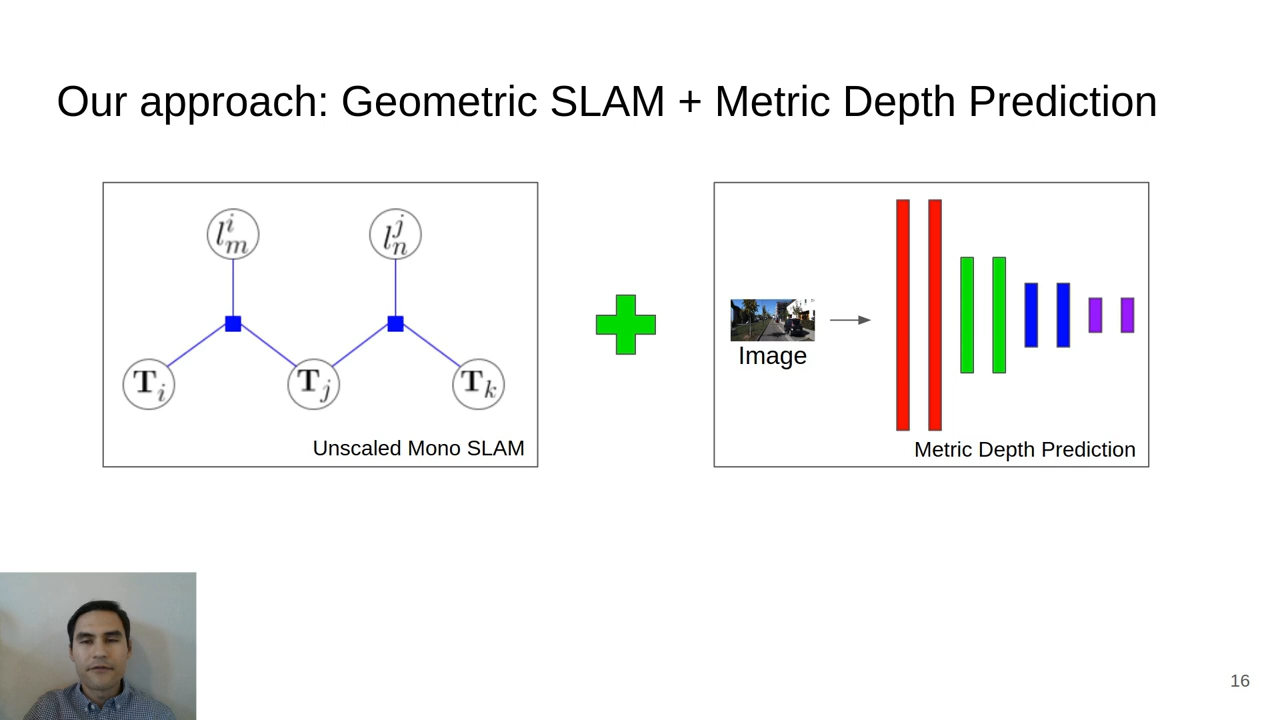 Our approach: Geometric SLAM + Metric Depth Prediction
l_m^i
l_n^j
T_i
T_j
T_k
Unscaled Mono SLAM
Image
Metric Depth Prediction
16